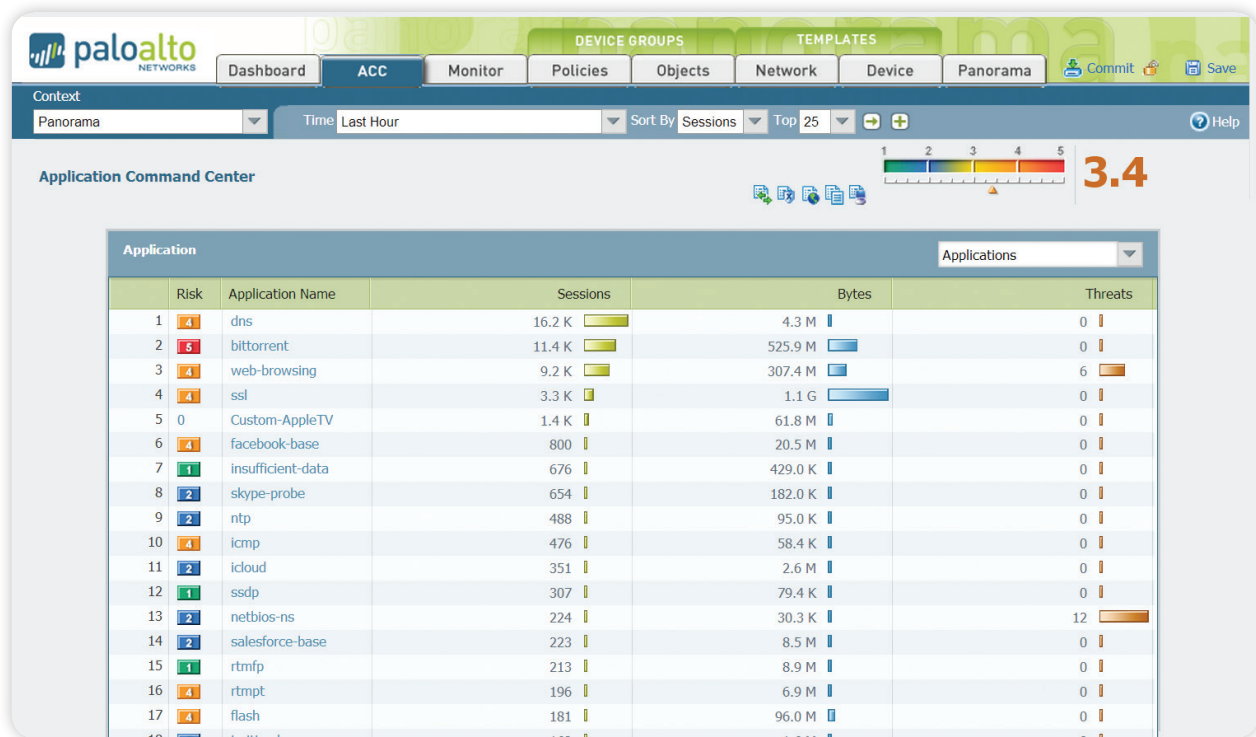 DEVICE GROUPS TEMPLATES
paloalto
NETWORKS
Dashboard ACC Monitor Policies Objects Network Device Panorama Commit Save
Context
Panorama Time Last Hour Sort By Sessions Top 25 Help
1 2 3 4 5
3.4
Application Command Center
Application Applications
Risk Application Name Sessions Bytes Threats
1 4 dns 16.2 K 4.3 M 0
2 5 bittorrent 11.4 K 525.9 M 0
3 4 web-browsing 9.2 K 307.4 M 6
4 4 ssl 3.3 K 1.1 G 0
5 0 Custom-AppleTV 1.4 K 61.8 M 0
6 4 facebook-base 800 20.5 M 0
7 1 insufficient-data 676 429.0 K 0
8 2 skype-probe 654 182.0 K 0
9 2 ntp 488 95.0 K 0
10 4 icmp 476 58.4 K 0
11 2 icloud 351 2.6 M 0
12 1 ssdp 307 79.4 K 0
13 2 netbios-ns 224 30.3 K 12
14 2 salesforce-base 223 8.5 M 0
15 1 rtmfp 213 8.9 M 0
16 4 rtmpt 196 6.9 M 0
17 4 flash 181 96.0 M 0